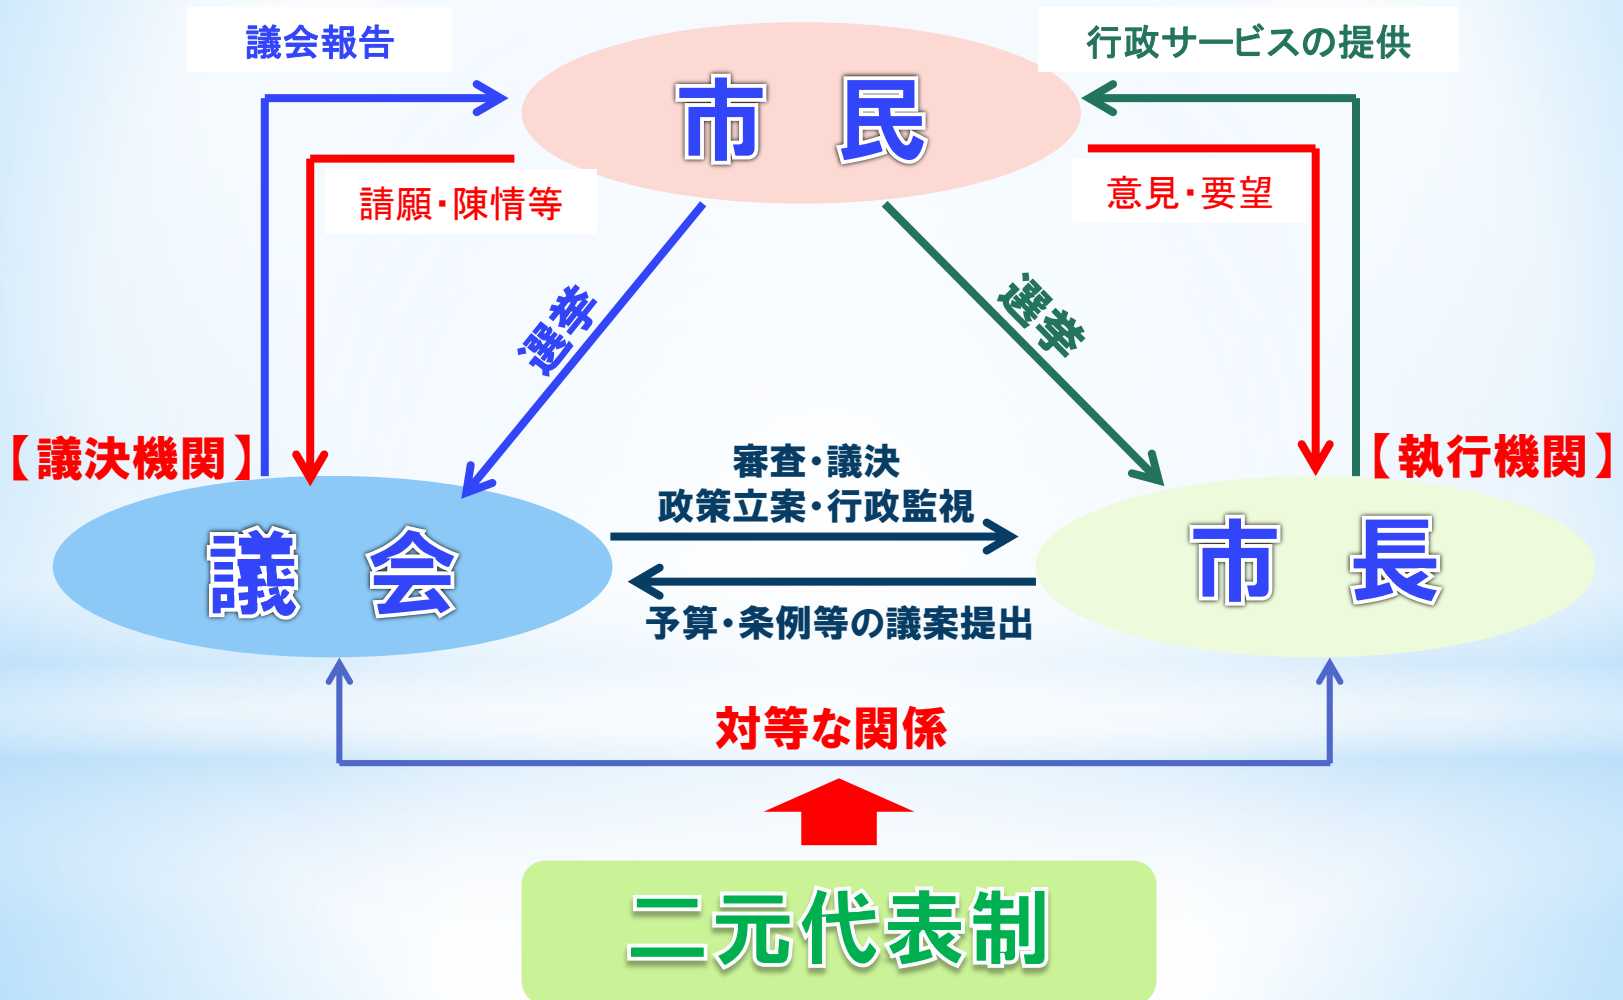 議会報告
行政サービスの提供
市　民
請願・陳情等
意見・要望
選挙
選挙
【議決機関】
【執行機関】
審査・議決
政策立案・行政監視
議　会
市　長
予算・条例等の議案提出
対等な関係
二元代表制